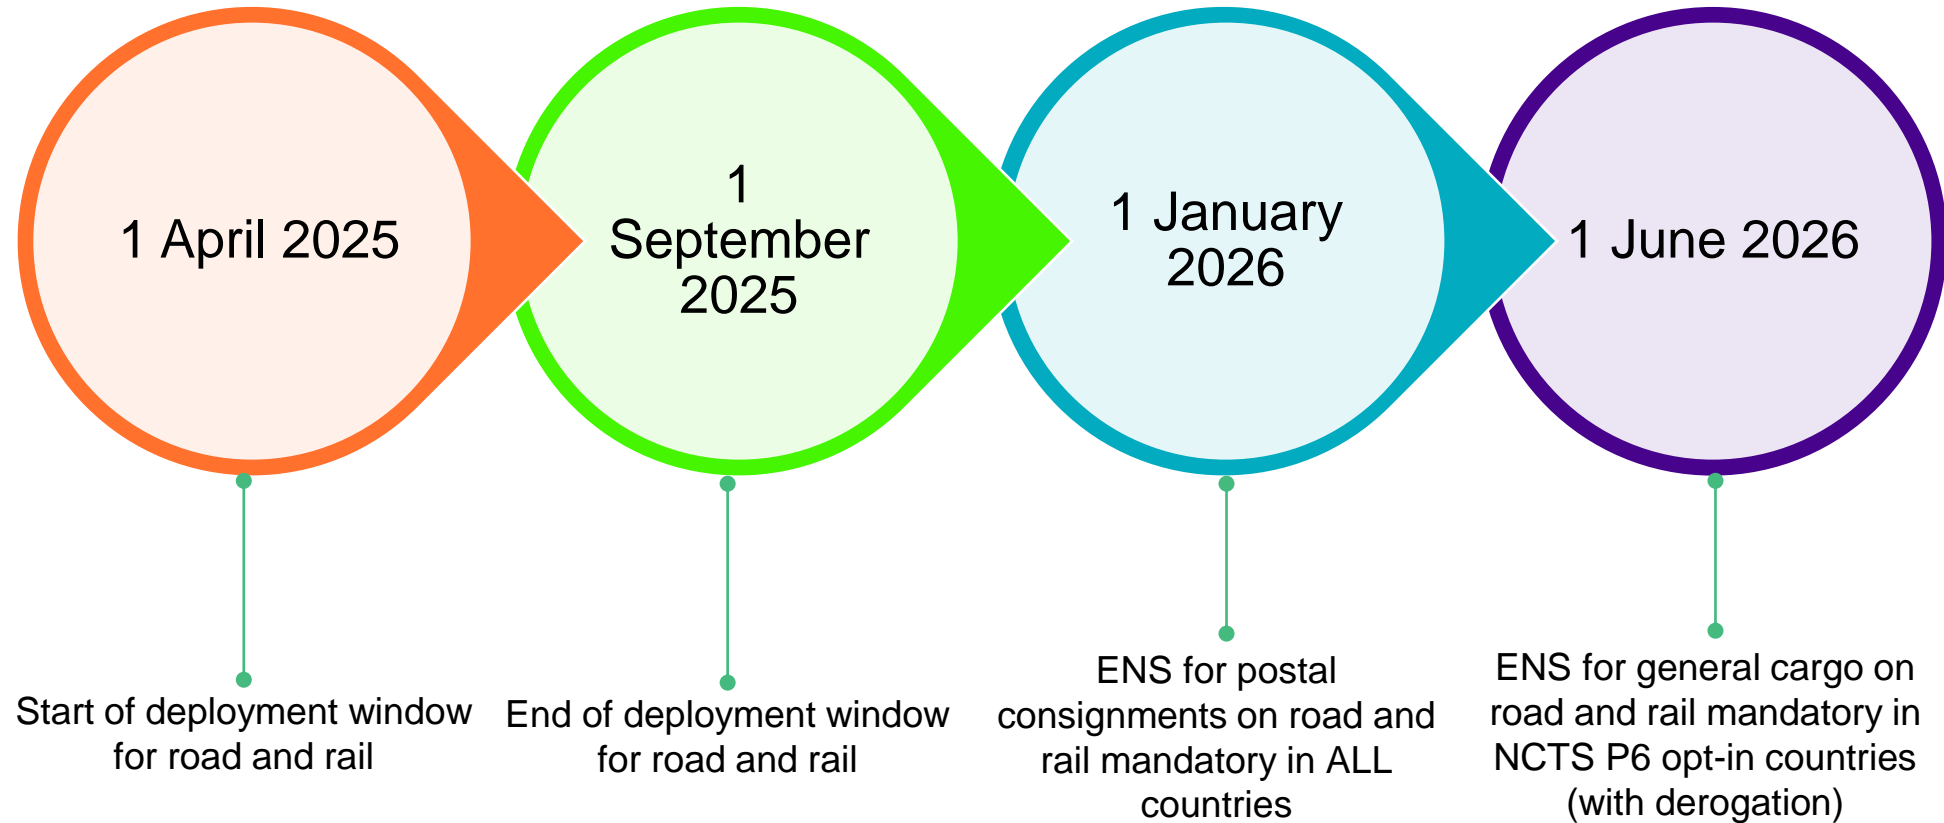 1 April 2025
1
September
2025
1 January
2026
1 June 2026
Start of deployment window
for road and rail
End of deployment window
for road and rail
ENS for postal
consignments on road and
rail mandatory in ALL
countries
ENS for general cargo on
road and rail mandatory in
NCTS P6 opt-in countries
(with derogation)